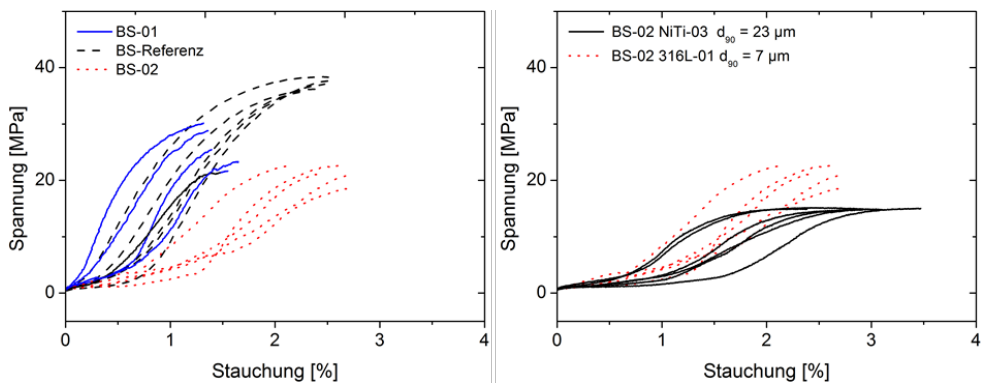 BS-01
BS-Referenz
BS-02
Spannung [MPa]
40
20
0
0 1 2 3 4
Stauchung [%]
BS-02 NiTi-03 d90 = 23 µm
BS-02 316L-01 d90 = 7 µm
Spannung [MPa]
40
20
0
0 1 2 3 4
Stauchung [%]